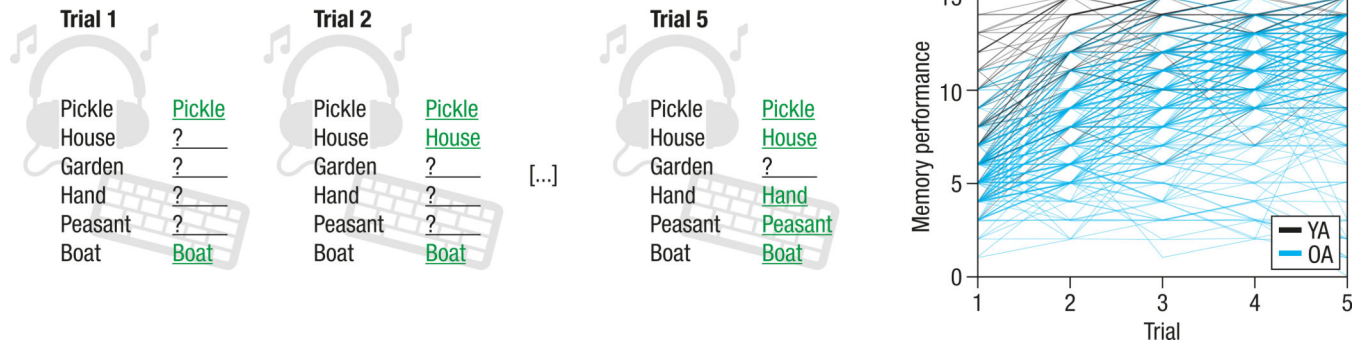 Trial 1
Pickle Pickle
House ?
Garden ?
Hand ?
Peasant ?
Boat Boat
Trial 2
Pickle Pickle
House House
Garden ?
Hand ?
Peasant ?
Boat Boat
[...]
Trial 5
Pickle Pickle
House House
Garden ?
Hand Hand
Peasant Peasant
Boat Boat
Memory performance
15
10
5
0
YA
OA
1 2 3 4 5
Trial